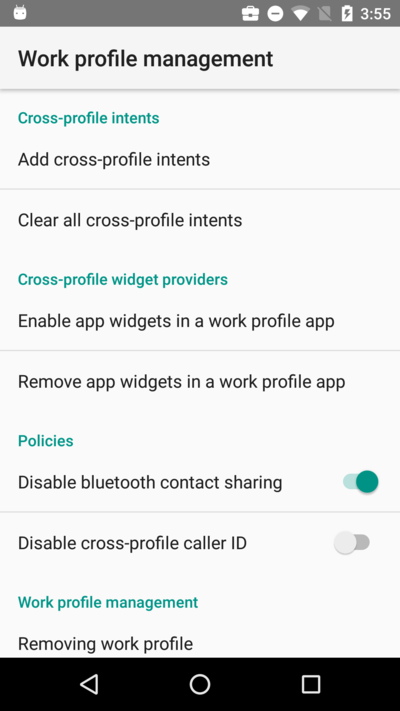 3:55
Work profile management
Cross-profile intents
Add cross-profile intents
Clear all cross-profile intents
Cross-profile widget providers
Enable app widgets in a work profile app
Remove app widgets in a work profile app
Policies
Disable bluetooth contact sharing
Disable cross-profile caller ID
Work profile management
Removing work profile